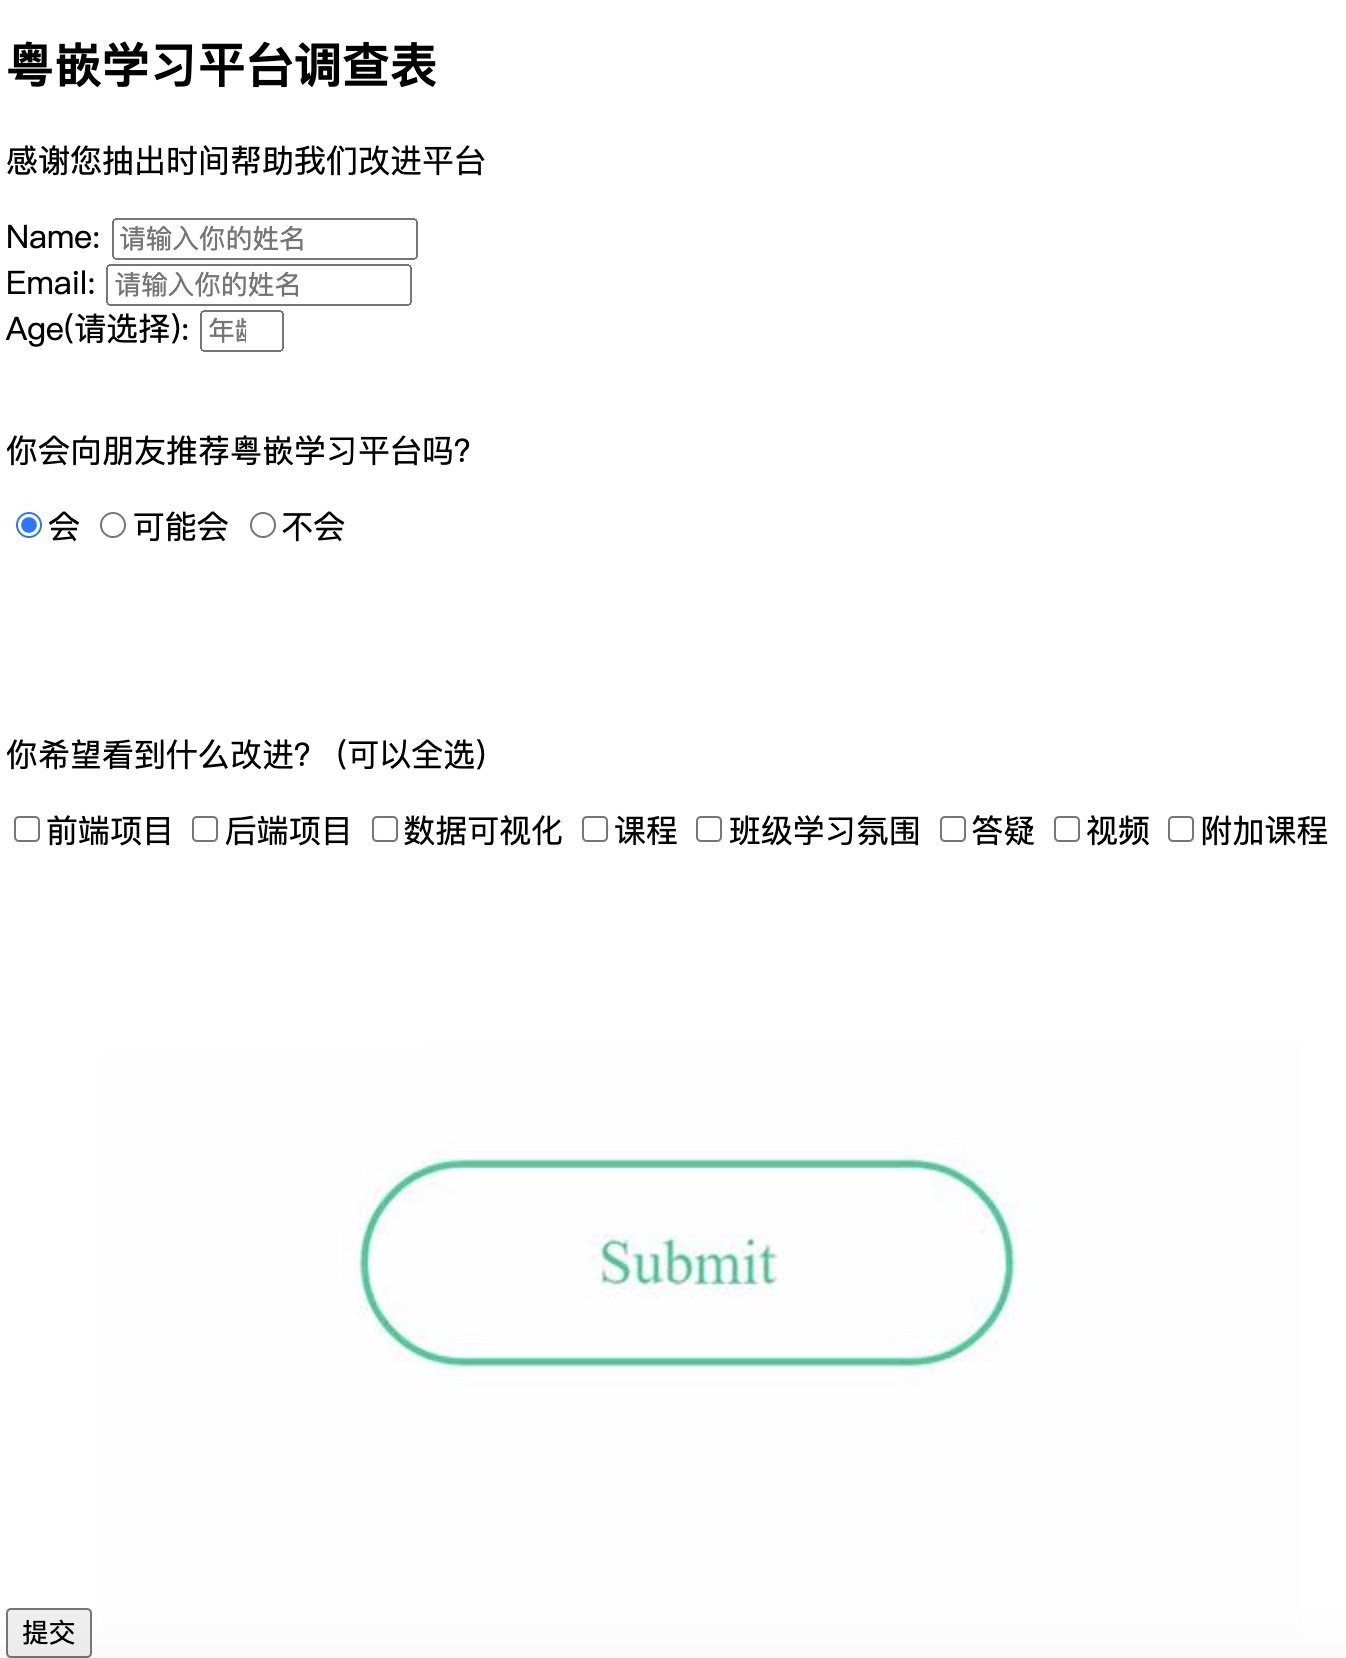 粤嵌学习平台调查表
感谢您抽出时间帮助我们改进平台
Name: 请输入你的姓名
Email: 请输入你的姓名
Age(请选择): 年龄
你会向朋友推荐粤嵌学习平台吗?
会 可能会 不会
你希望看到什么改进? (可以全选)
前端项目 后端项目 数据可视化 课程 班级学习氛围 答疑 视频 附加课程
Submit
提交